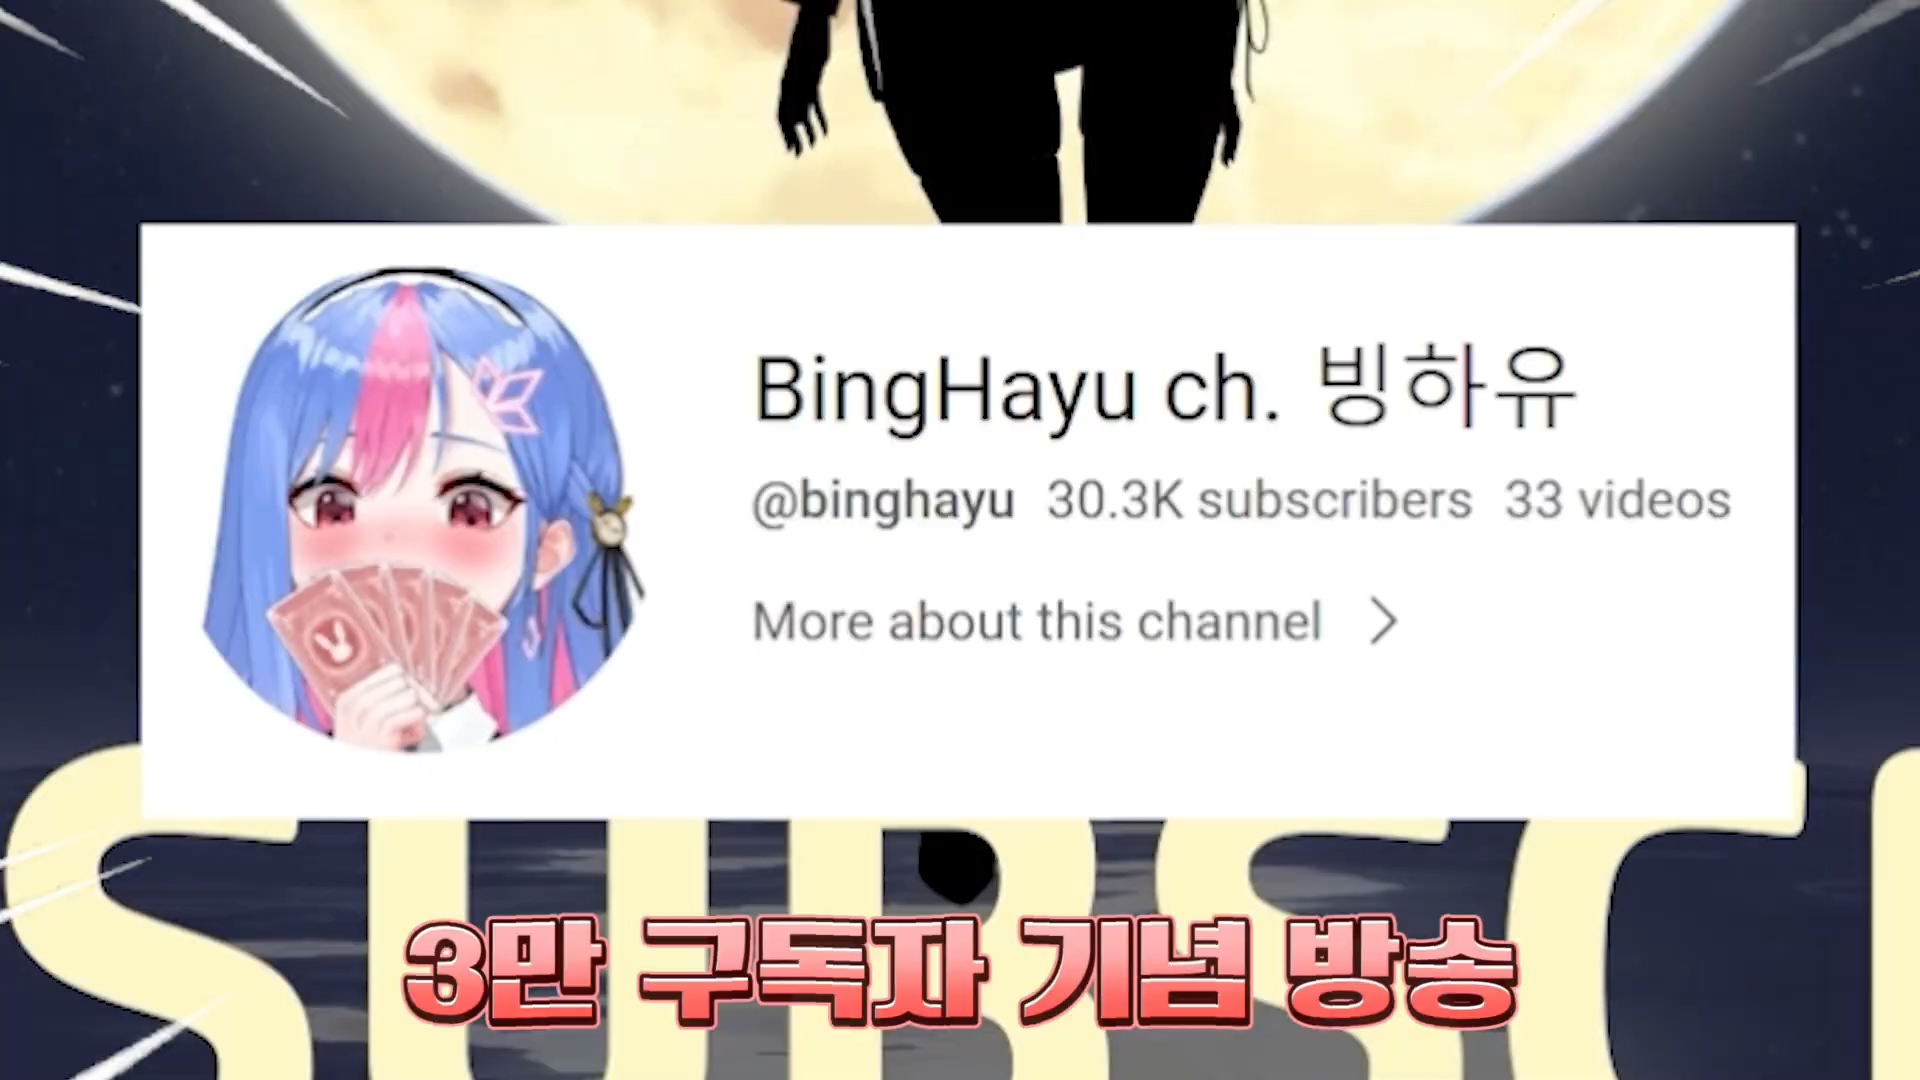 BingHayu ch. 빙하유
@binghayu 30.3K subscribers 33 videos
More about this channel
SUBSC
3만 구독자 기념 방송